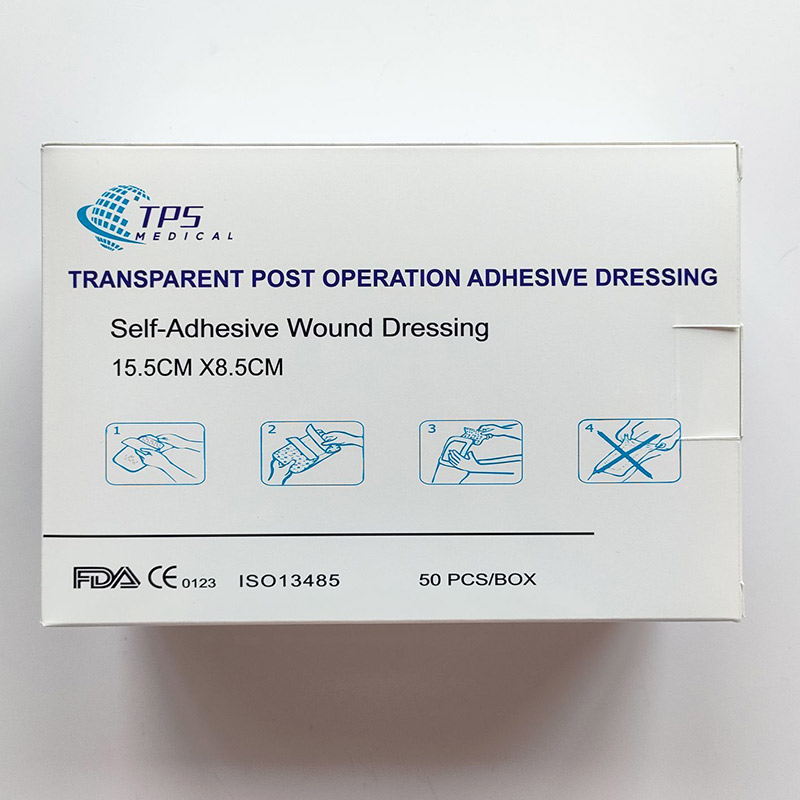 TPS
MEDICAL
TRANSPARENT POST OPERATION ADHESIVE DRESSING
Self-Adhesive Wound Dressing
15.5CM X8.5CM
1 2 3 4
FDA CE 0123 ISO13485 50 PCS/BOX